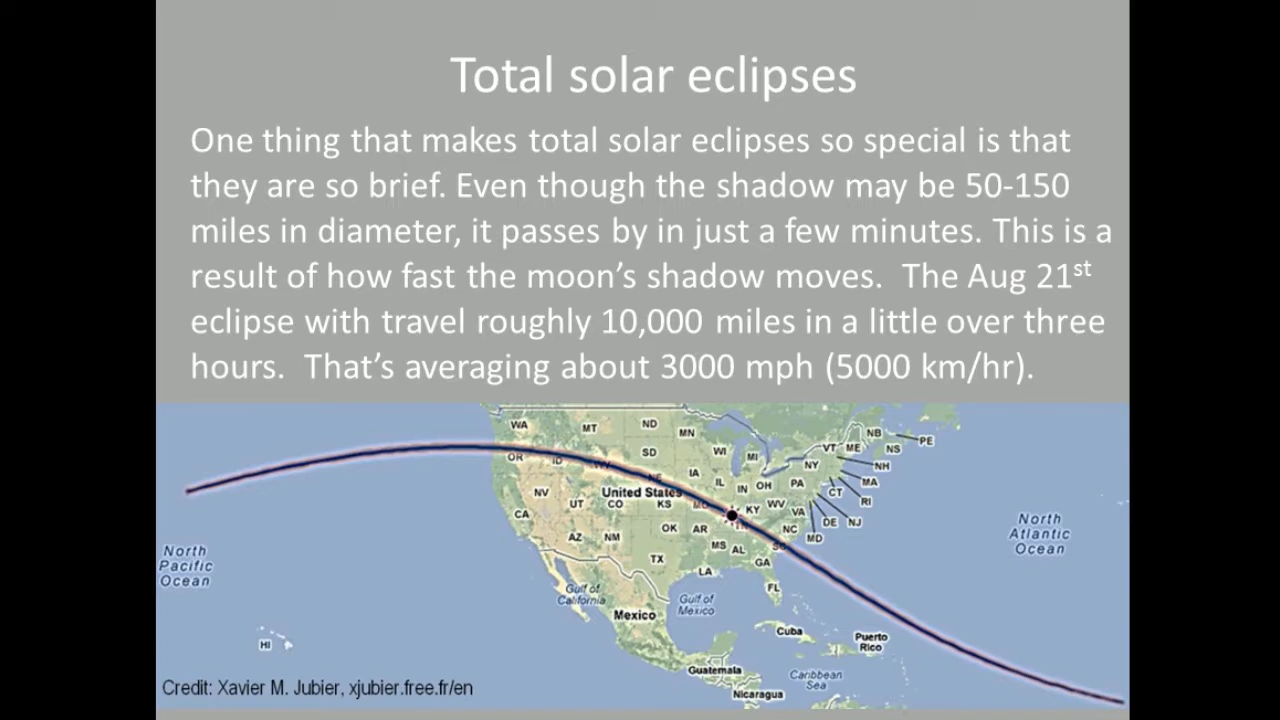 Total solar eclipses
One thing that makes total solar eclipses so special is that
they are so brief. Even though the shadow may be 50-150
miles in diameter, it passes by in just a few minutes. This is a
result of how fast the moon’s shadow moves.  The Aug 21st
eclipse with travel roughly 10,000 miles in a little over three
hours.  That’s averaging about 3000 mph (5000 km/hr).
WA
MT
ND
MN
NB
PE
VT
ME
NS
OR
ID
WY
SD
WI
MI
NY
NH
MA
IA
NE
IL
IN
OH
PA
CT
RI
NV
UT
United States
CO
KS
MO
KY
WV
VA
DE
NJ
CA
TN
MD
AZ
NM
OK
AR
NC
SC
MS
AL
GA
TX
LA
FL
North
Pacific
Ocean
North
Atlantic
Ocean
Gulf of
California
Gulf of
Mexico
Mexico
Cuba
Puerto
Rico
HI
Guatemala
Caribbean
Sea
Nicaragua
Credit: Xavier M. Jubier, xjubier.free.fr/en